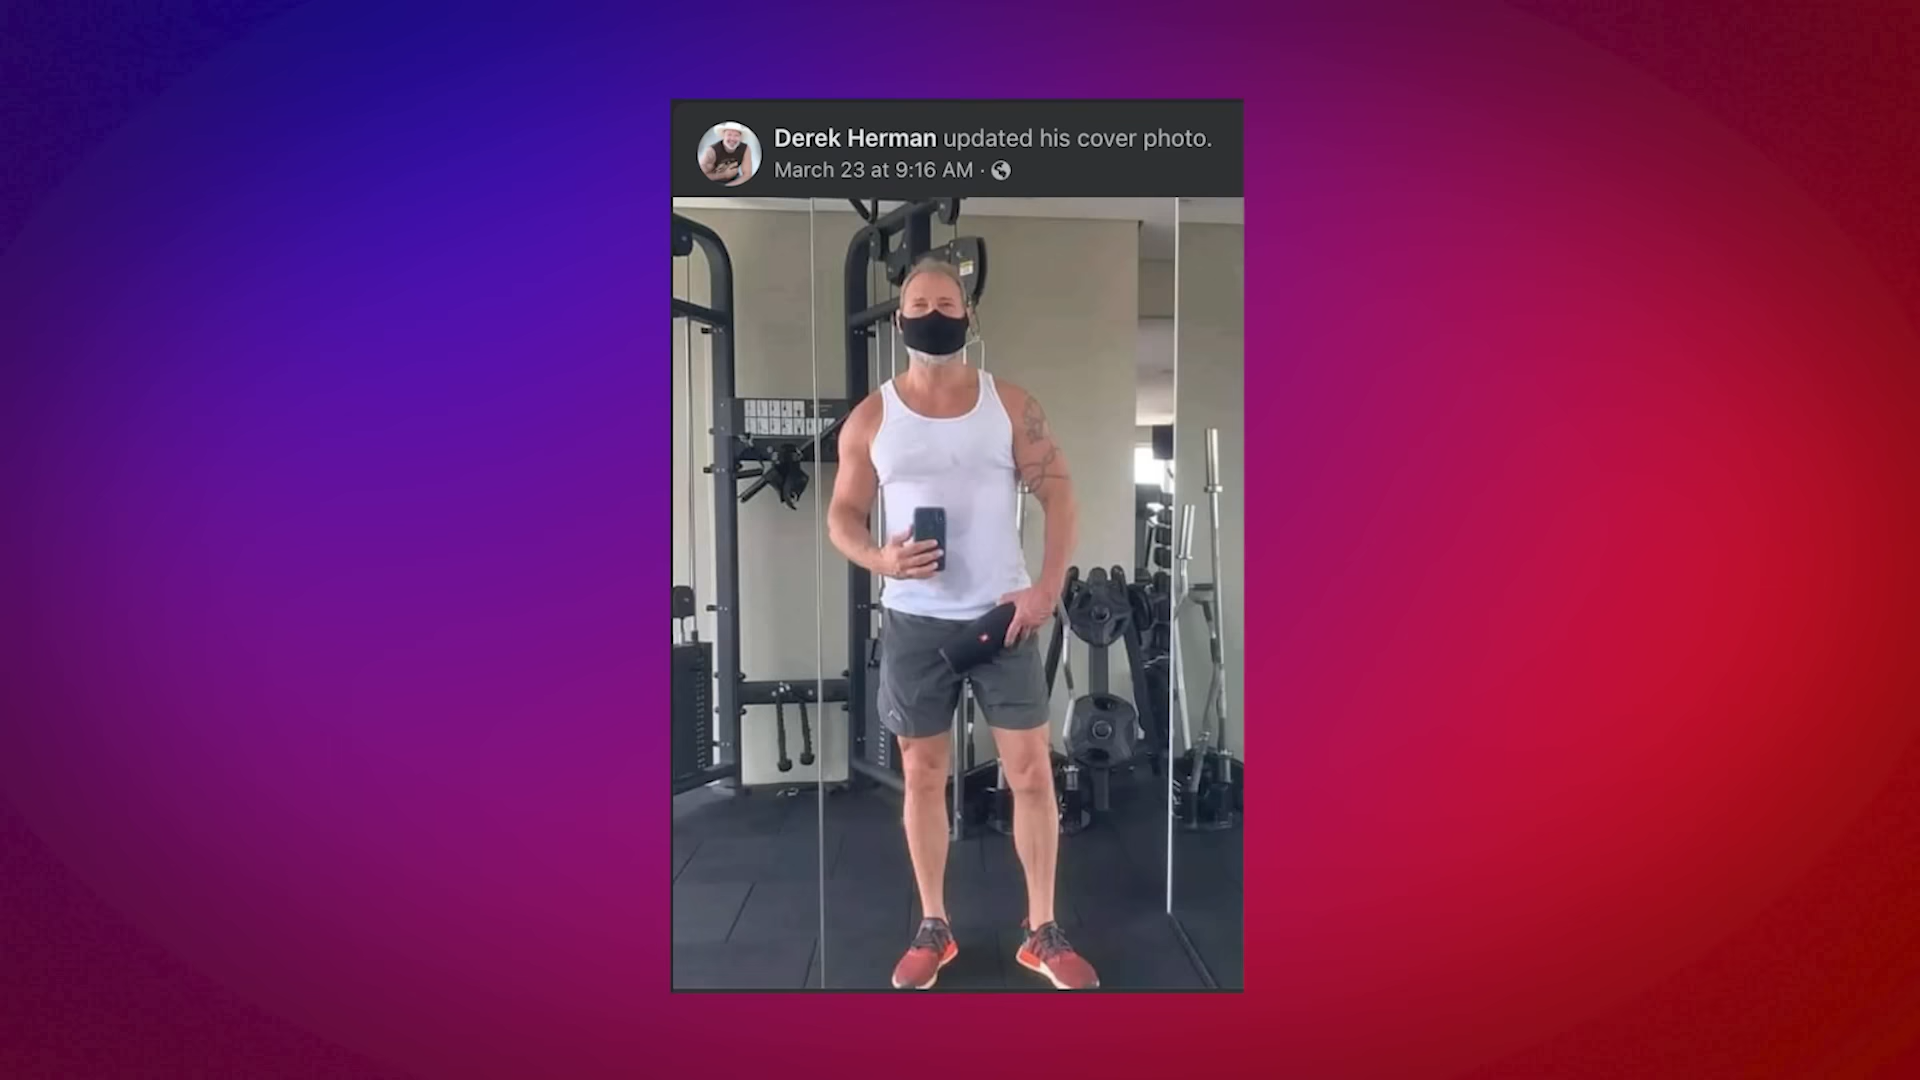 Derek Herman updated his cover photo.
March 23 at 9:16 AM ·